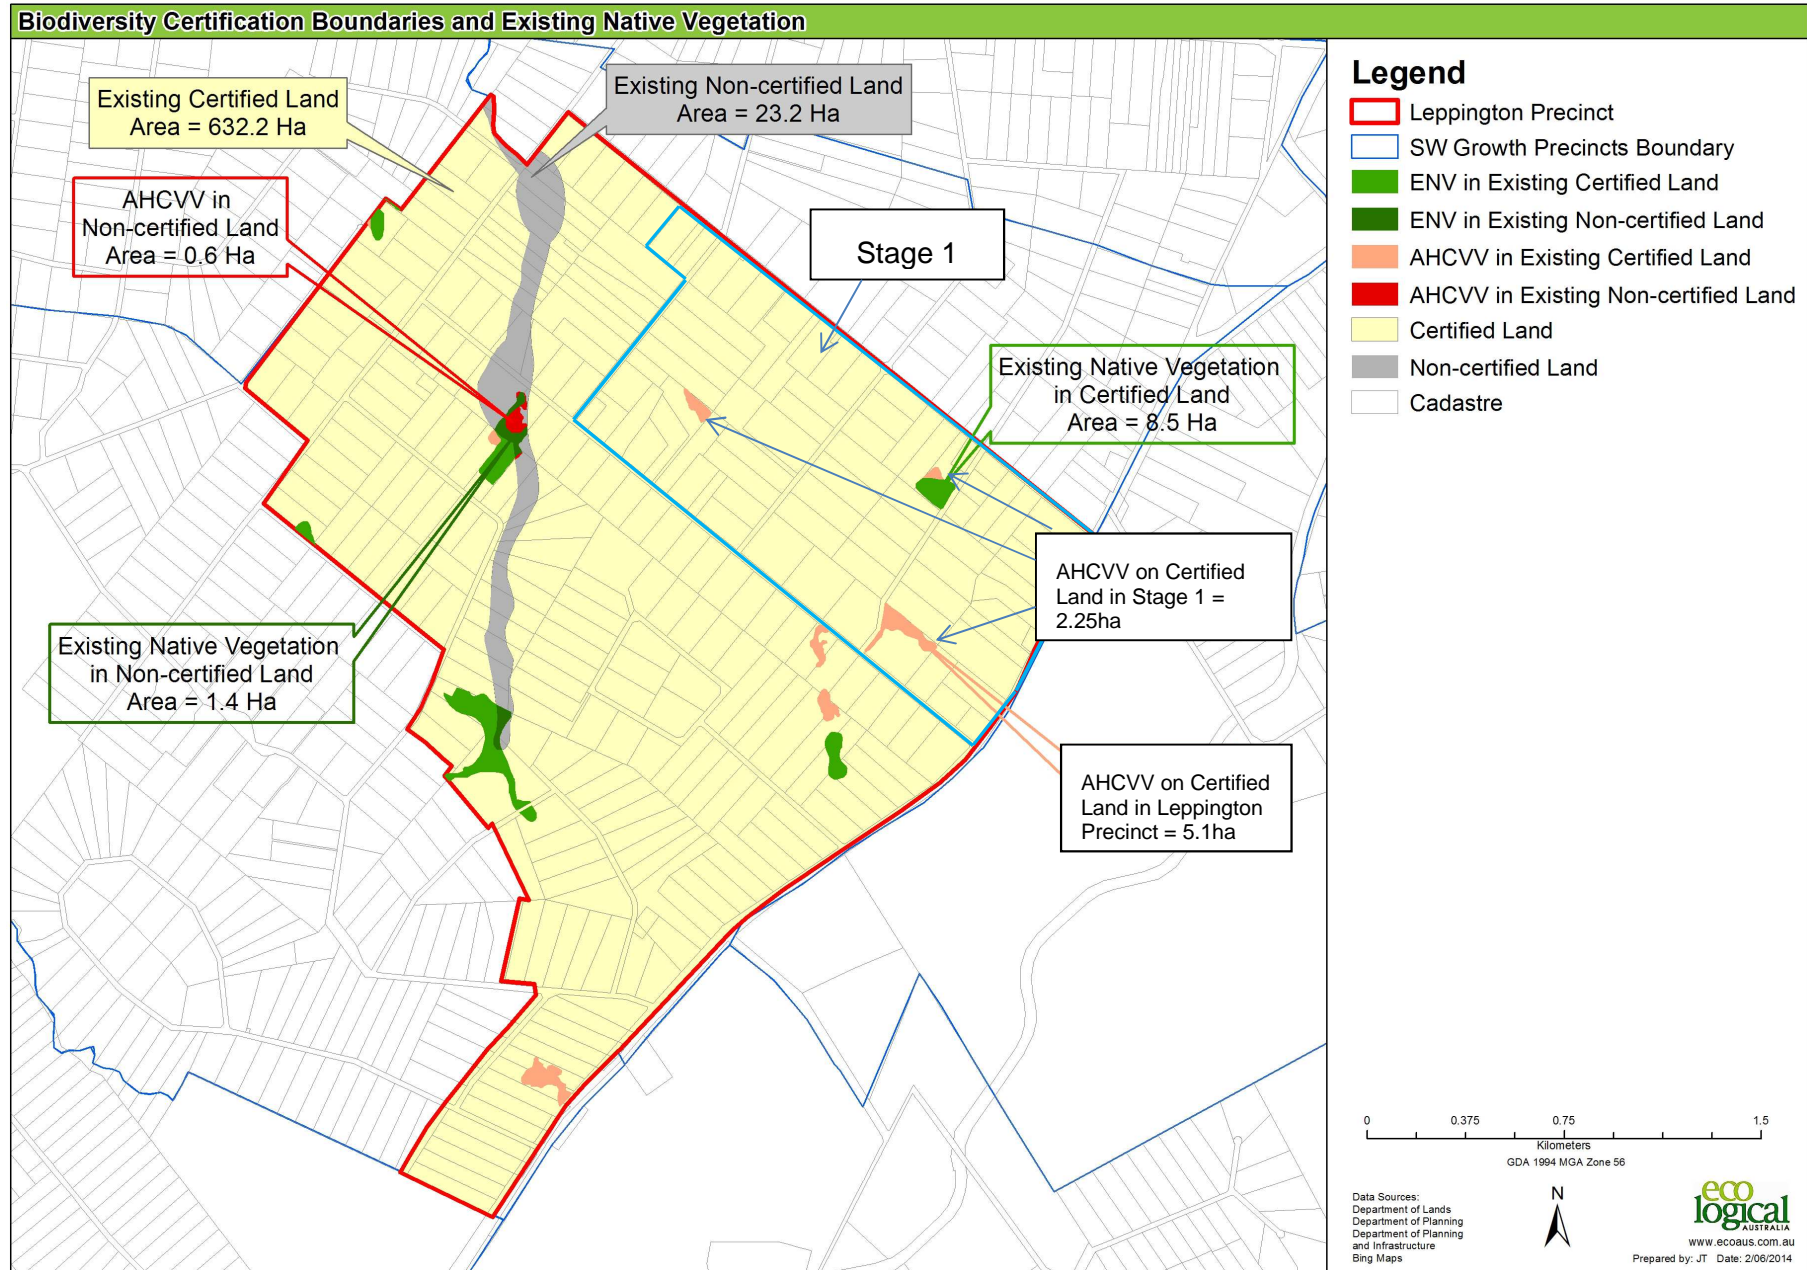 Biodiversity Certification Boundaries and Existing Native Vegetation
Existing Certified Land
Area = 632.2 Ha
Existing Non-certified Land
Area = 23.2 Ha
AHCVV in
Non-certified Land
Area = 0.6 Ha
Stage 1
Existing Native Vegetation
in Certified Land
Area = 8.5 Ha
AHCVV on Certified
Land in Stage 1 =
2.25ha
Existing Native Vegetation
in Non-certified Land
Area = 1.4 Ha
AHCVV on Certified
Land in Leppington
Precinct = 5.1ha
Legend
Leppington Precinct
SW Growth Precincts Boundary
ENV in Existing Certified Land
ENV in Existing Non-certified Land
AHCVV in Existing Certified Land
AHCVV in Existing Non-certified Land
Certified Land
Non-certified Land
Cadastre
0 0.375 0.75 1.5
Kilometers
GDA 1994 MGA Zone 56
Data Sources:
Department of Lands
Department of Planning
Department of Planning
and Infrastructure
Bing Maps
N
eco
logical
AUSTRALIA
www.ecoaus.com.au
Prepared by: JT Date: 2/06/2014